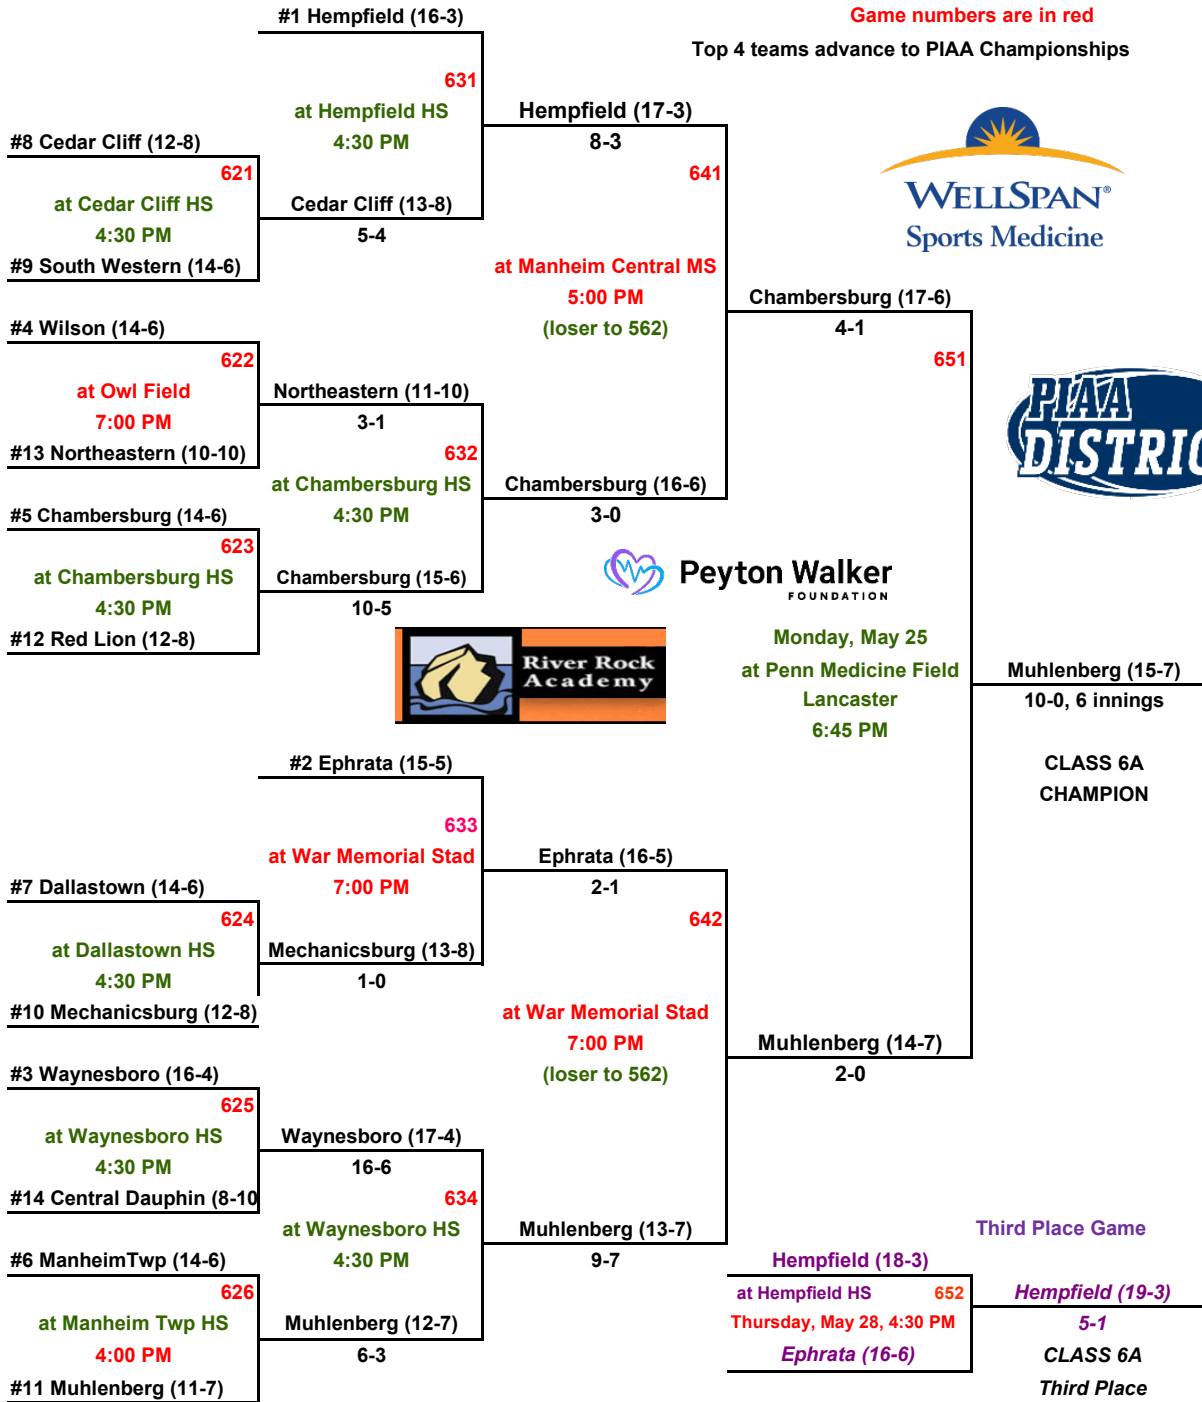 #1 Hempfield (16-3)
Game numbers are in red
Top 4 teams advance to PIAA Championships
631
at Hempfield HS
4:30 PM
Hempfield (17-3)
8-3
#8 Cedar Cliff (12-8)
621
at Cedar Cliff HS
4:30 PM
#9 South Western (14-6)
Cedar Cliff (13-8)
5-4
641
at Manheim Central MS
5:00 PM
(loser to 562)
WELLSPAN®
Sports Medicine
Chambersburg (17-6)
4-1
651
#4 Wilson (14-6)
622
at Owl Field
7:00 PM
#13 Northeastern (10-10)
Northeastern (11-10)
3-1
632
at Chambersburg HS
4:30 PM
Chambersburg (16-6)
3-0
PIAA
DISTRIC
#5 Chambersburg (14-6)
623
at Chambersburg HS
4:30 PM
#12 Red Lion (12-8)
Chambersburg (15-6)
10-5
Peyton Walker
FOUNDATION
River Rock
Academy
Monday, May 25
at Penn Medicine Field
Lancaster
6:45 PM
Muhlenberg (15-7)
10-0, 6 innings
CLASS 6A
CHAMPION
#2 Ephrata (15-5)
633
at War Memorial Stad
7:00 PM
Ephrata (16-5)
2-1
#7 Dallastown (14-6)
624
at Dallastown HS
4:30 PM
#10 Mechanicsburg (12-8)
Mechanicsburg (13-8)
1-0
642
at War Memorial Stad
7:00 PM
(loser to 562)
Muhlenberg (14-7)
2-0
#3 Waynesboro (16-4)
625
at Waynesboro HS
4:30 PM
#14 Central Dauphin (8-10
Waynesboro (17-4)
16-6
634
at Waynesboro HS
4:30 PM
Muhlenberg (13-7)
9-7
#6 ManheimTwp (14-6)
626
at Manheim Twp HS
4:00 PM
#11 Muhlenberg (11-7)
Muhlenberg (12-7)
6-3
Third Place Game
Hempfield (18-3)
at Hempfield HS 652
Thursday, May 28, 4:30 PM
Ephrata (16-6)
Hempfield (19-3)
5-1
CLASS 6A
Third Place